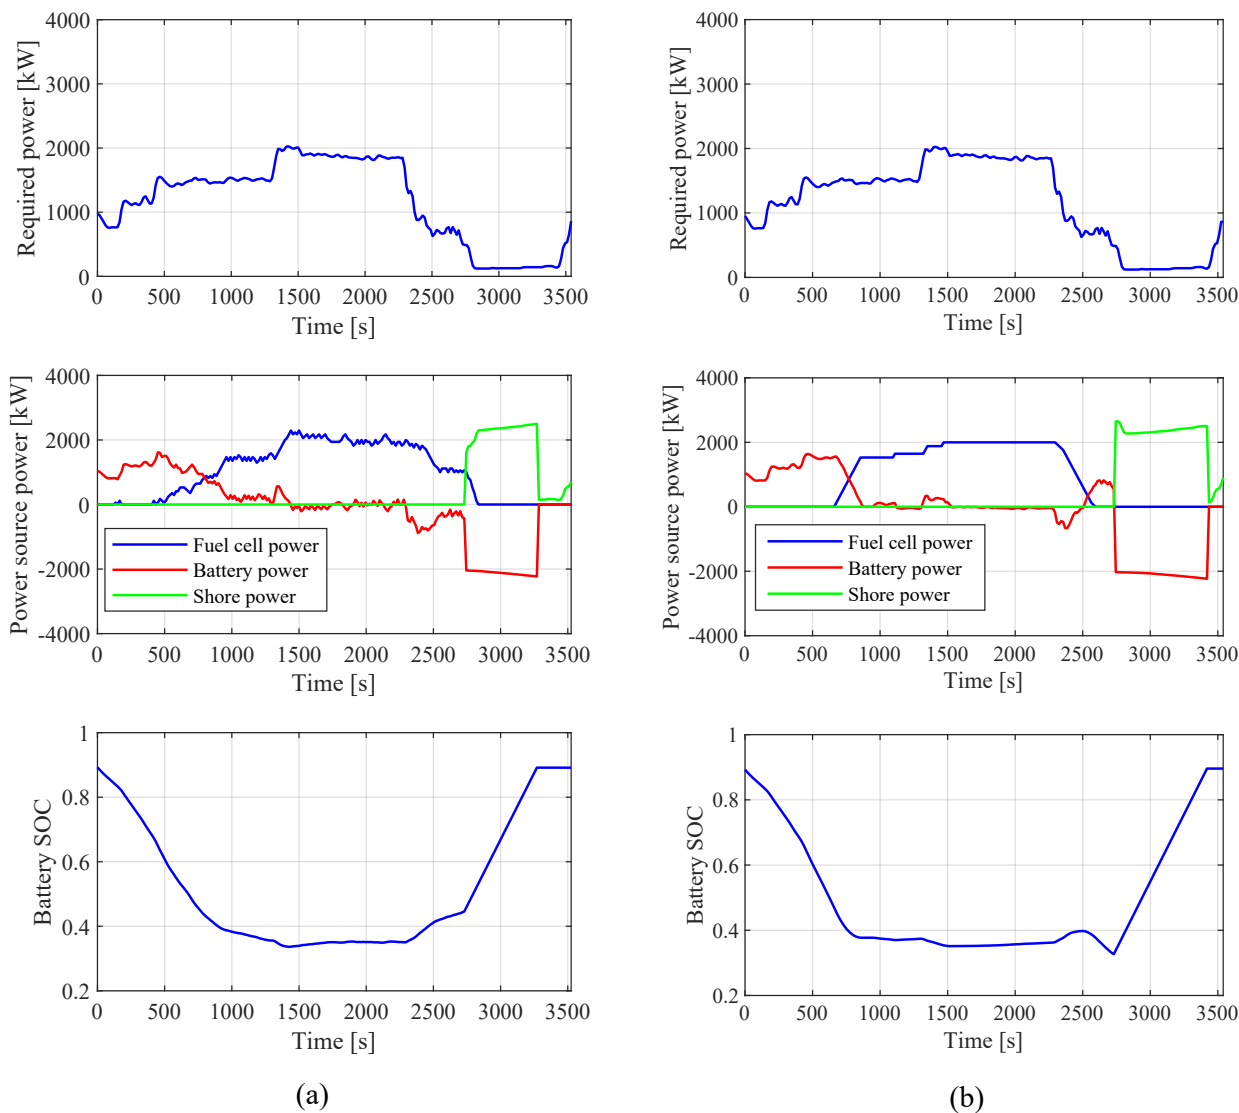 4000
3000
2000
1000
0
Required power [kW]
0 500 1000 1500 2000 2500 3000 3500
Time [s]
4000
3000
2000
1000
0
Required power [kW]
0 500 1000 1500 2000 2500 3000 3500
Time [s]
4000
2000
0
-2000
-4000
Power source power [kW]
Fuel cell power
Battery power
Shore power
0 500 1000 1500 2000 2500 3000 3500
Time [s]
4000
2000
0
-2000
-4000
Power source power [kW]
Fuel cell power
Battery power
Shore power
0 500 1000 1500 2000 2500 3000 3500
Time [s]
1
0.8
0.6
0.4
0.2
Battery SOC
0 500 1000 1500 2000 2500 3000 3500
Time [s]
1
0.8
0.6
0.4
0.2
Battery SOC
0 500 1000 1500 2000 2500 3000 3500
Time [s]
(a)
(b)